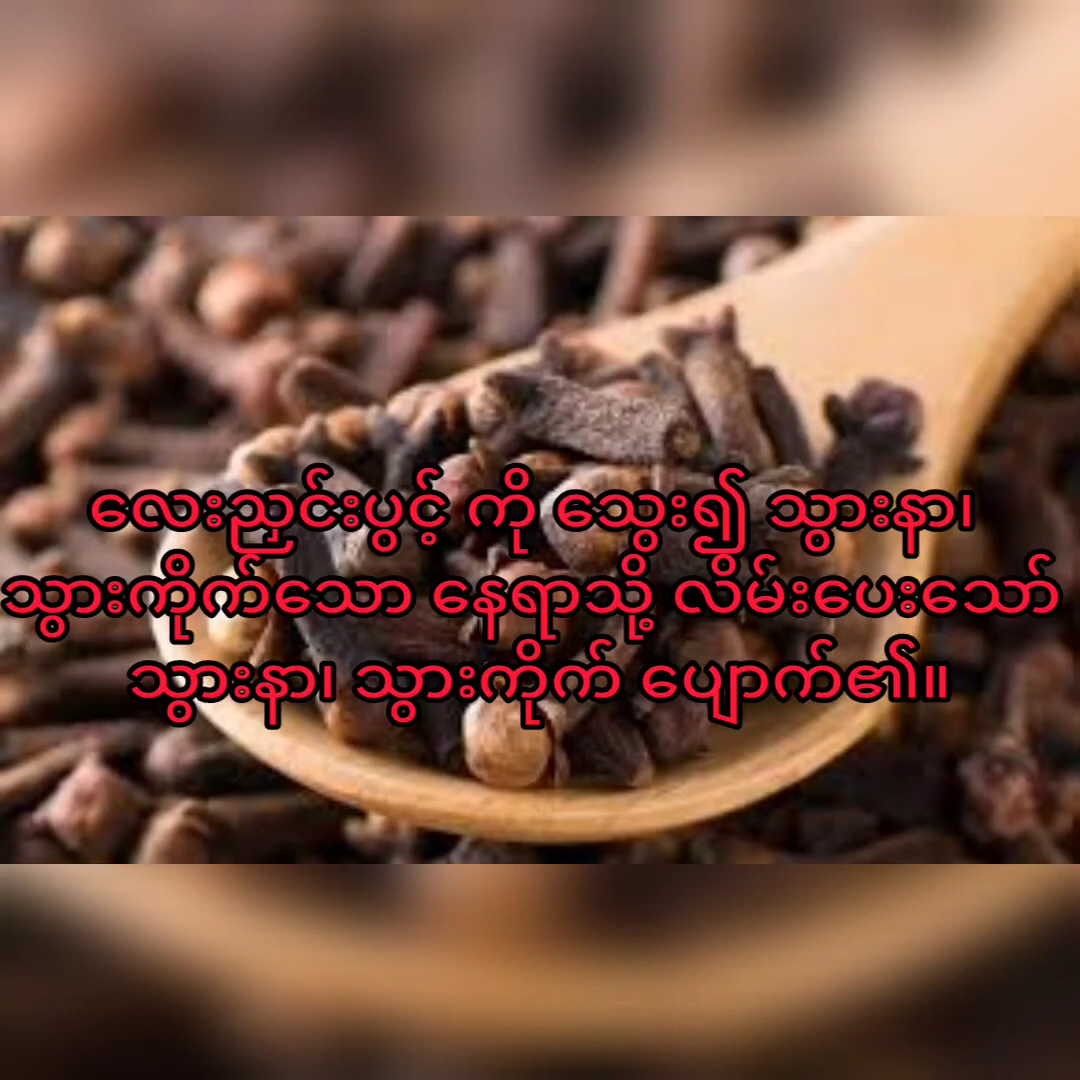 လေးညှင်းပွင့် ကို သွေး၍ သွားနာ၊
သွားကိုက်သော နေရာသို့ လိမ်းပေးသော်
သွားနာ၊ သွားကိုက် ပျောက်၏။